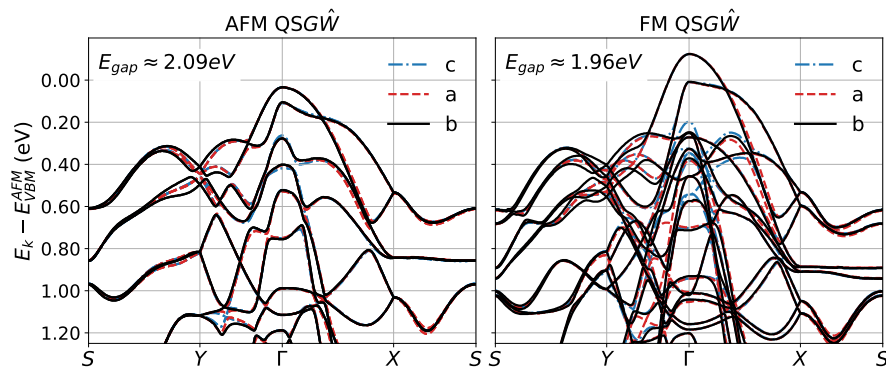 AFM QSGŴ
FM QSGŴ
E_k − E_VBM^AFM (eV)
0.00
0.20
0.40
0.60
0.80
1.00
1.20
E_gap ≈ 2.09eV
c
a
b
S Y Γ X S
E_gap ≈ 1.96eV
c
a
b
S Y Γ X S